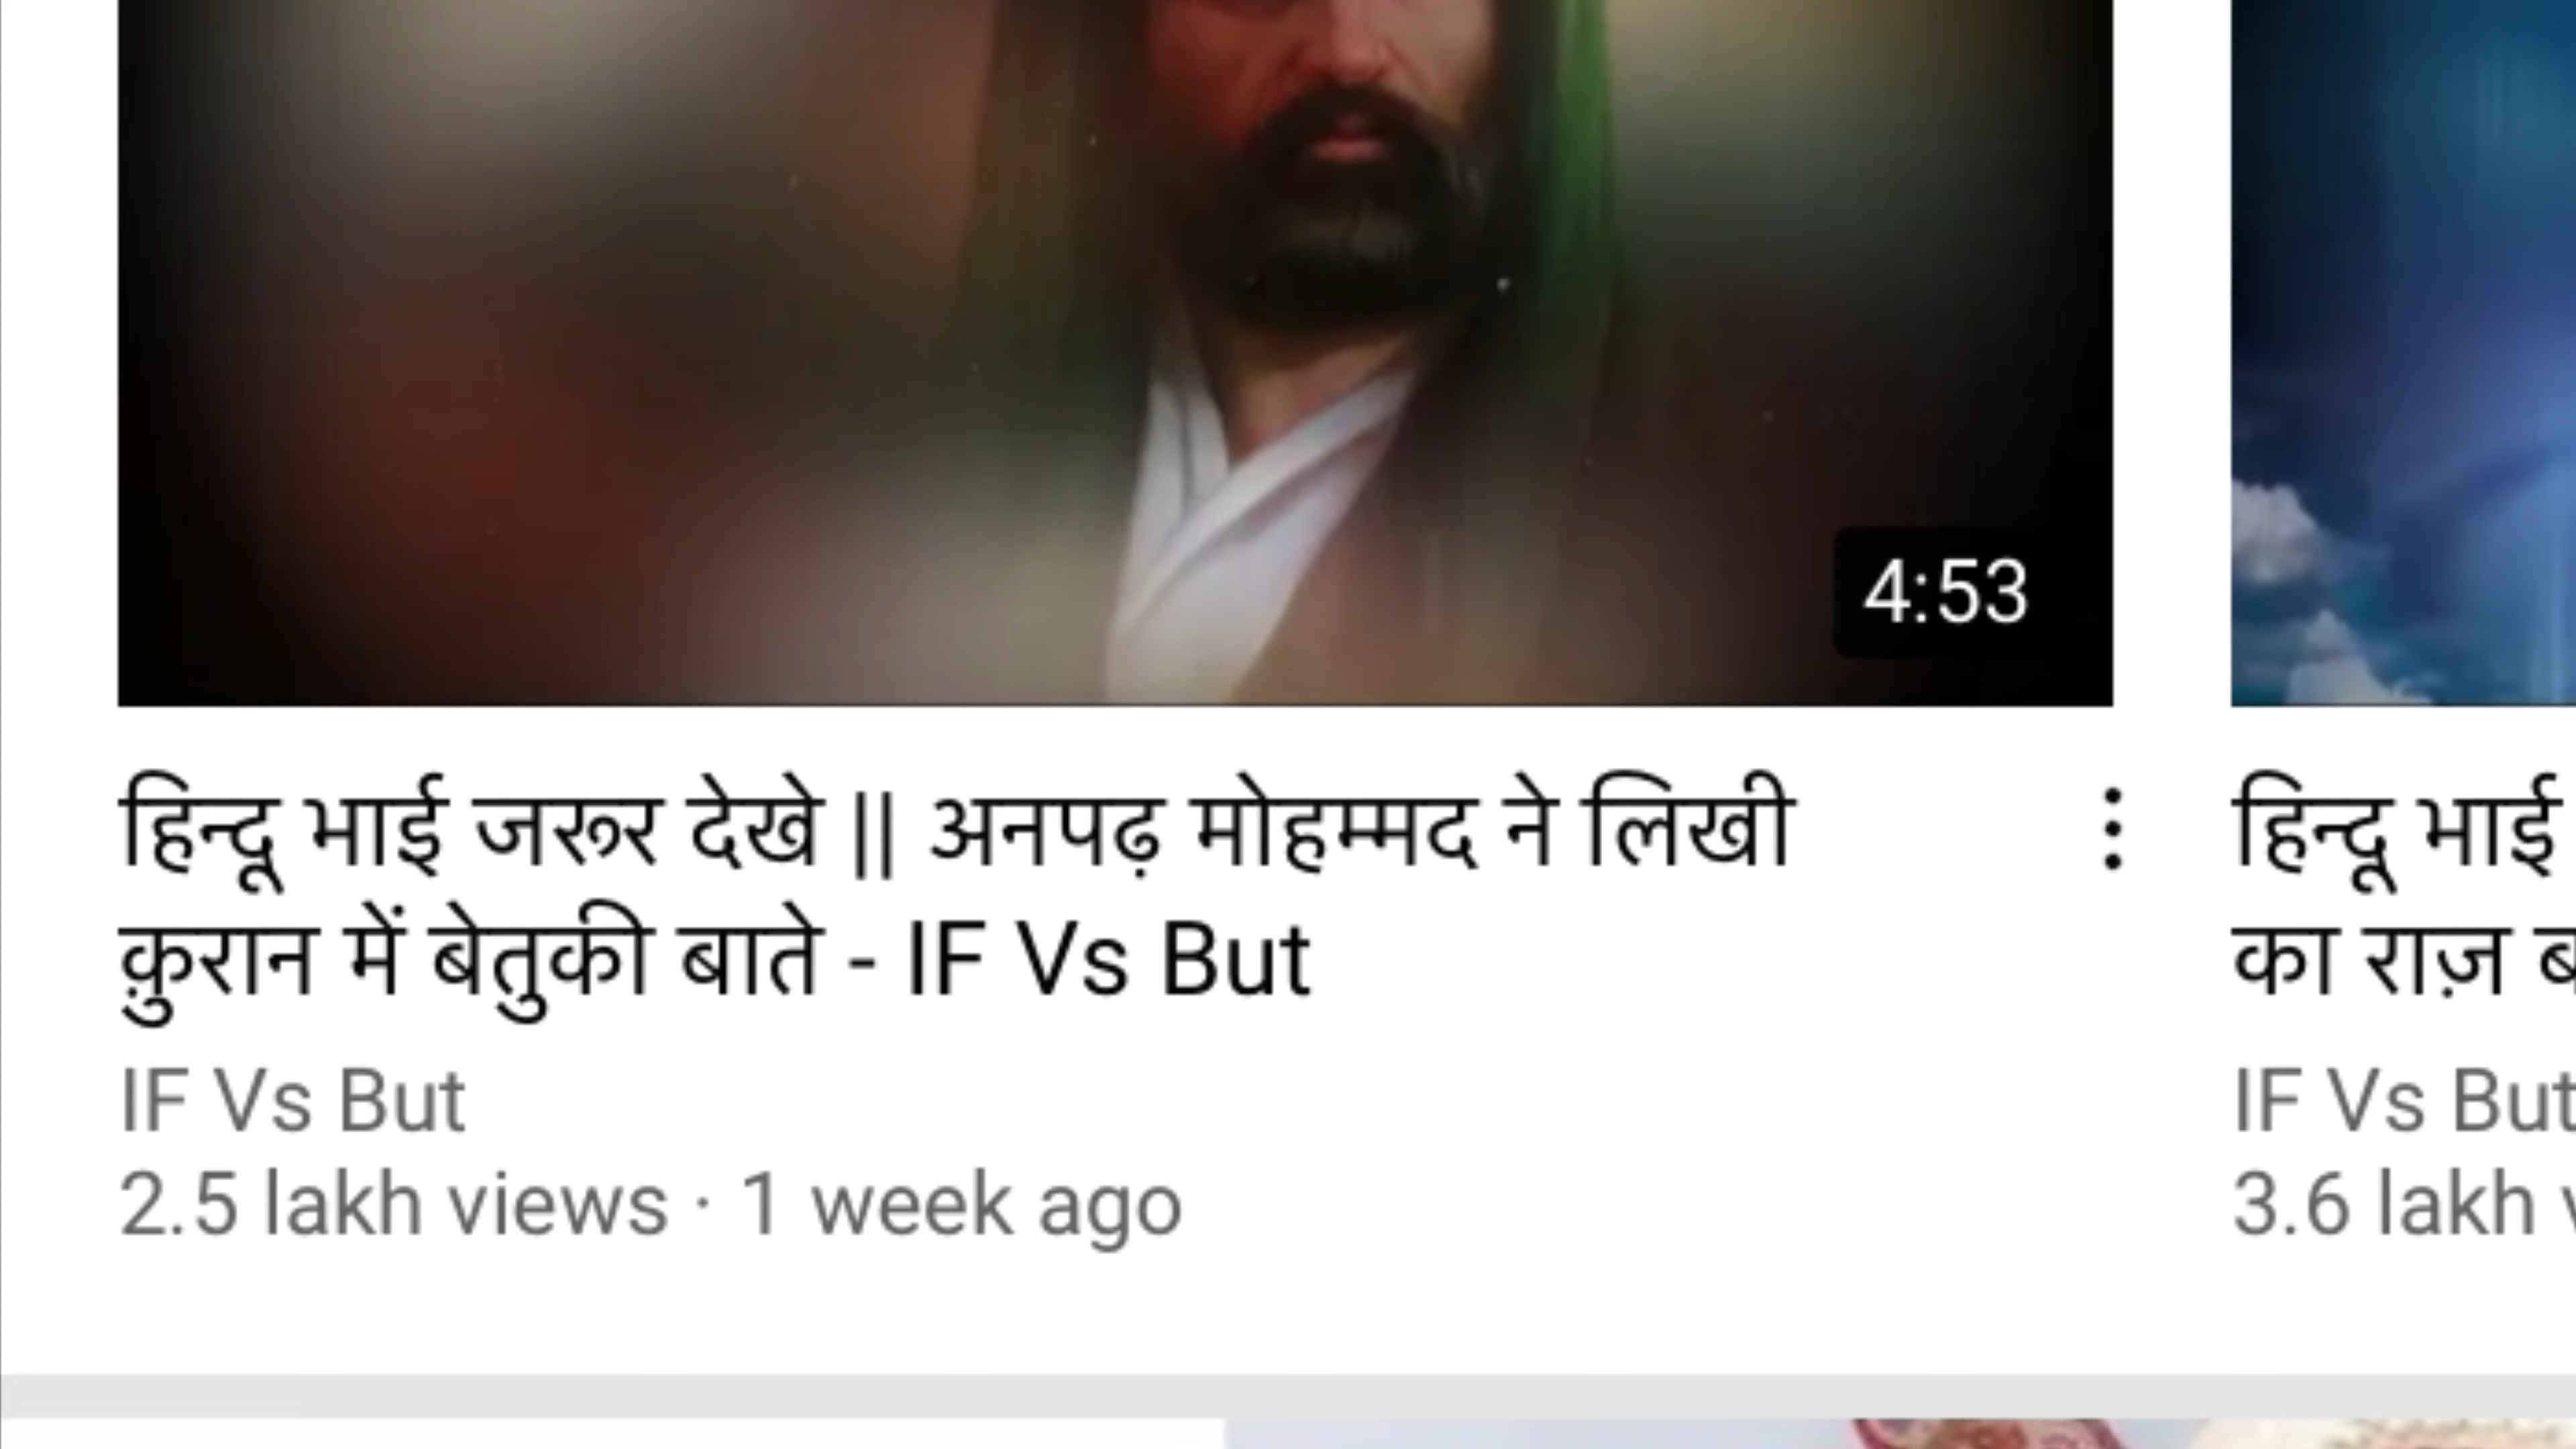 4:53
हिन्दू भाई जरूर देखे || अनपढ़ मोहम्मद ने लिखी
क़ुरान में बेतुकी बाते - IF Vs But
IF Vs But
2.5 lakh views · 1 week ago
हिन्दू भाई
का राज़
IF Vs But
3.6 lakh